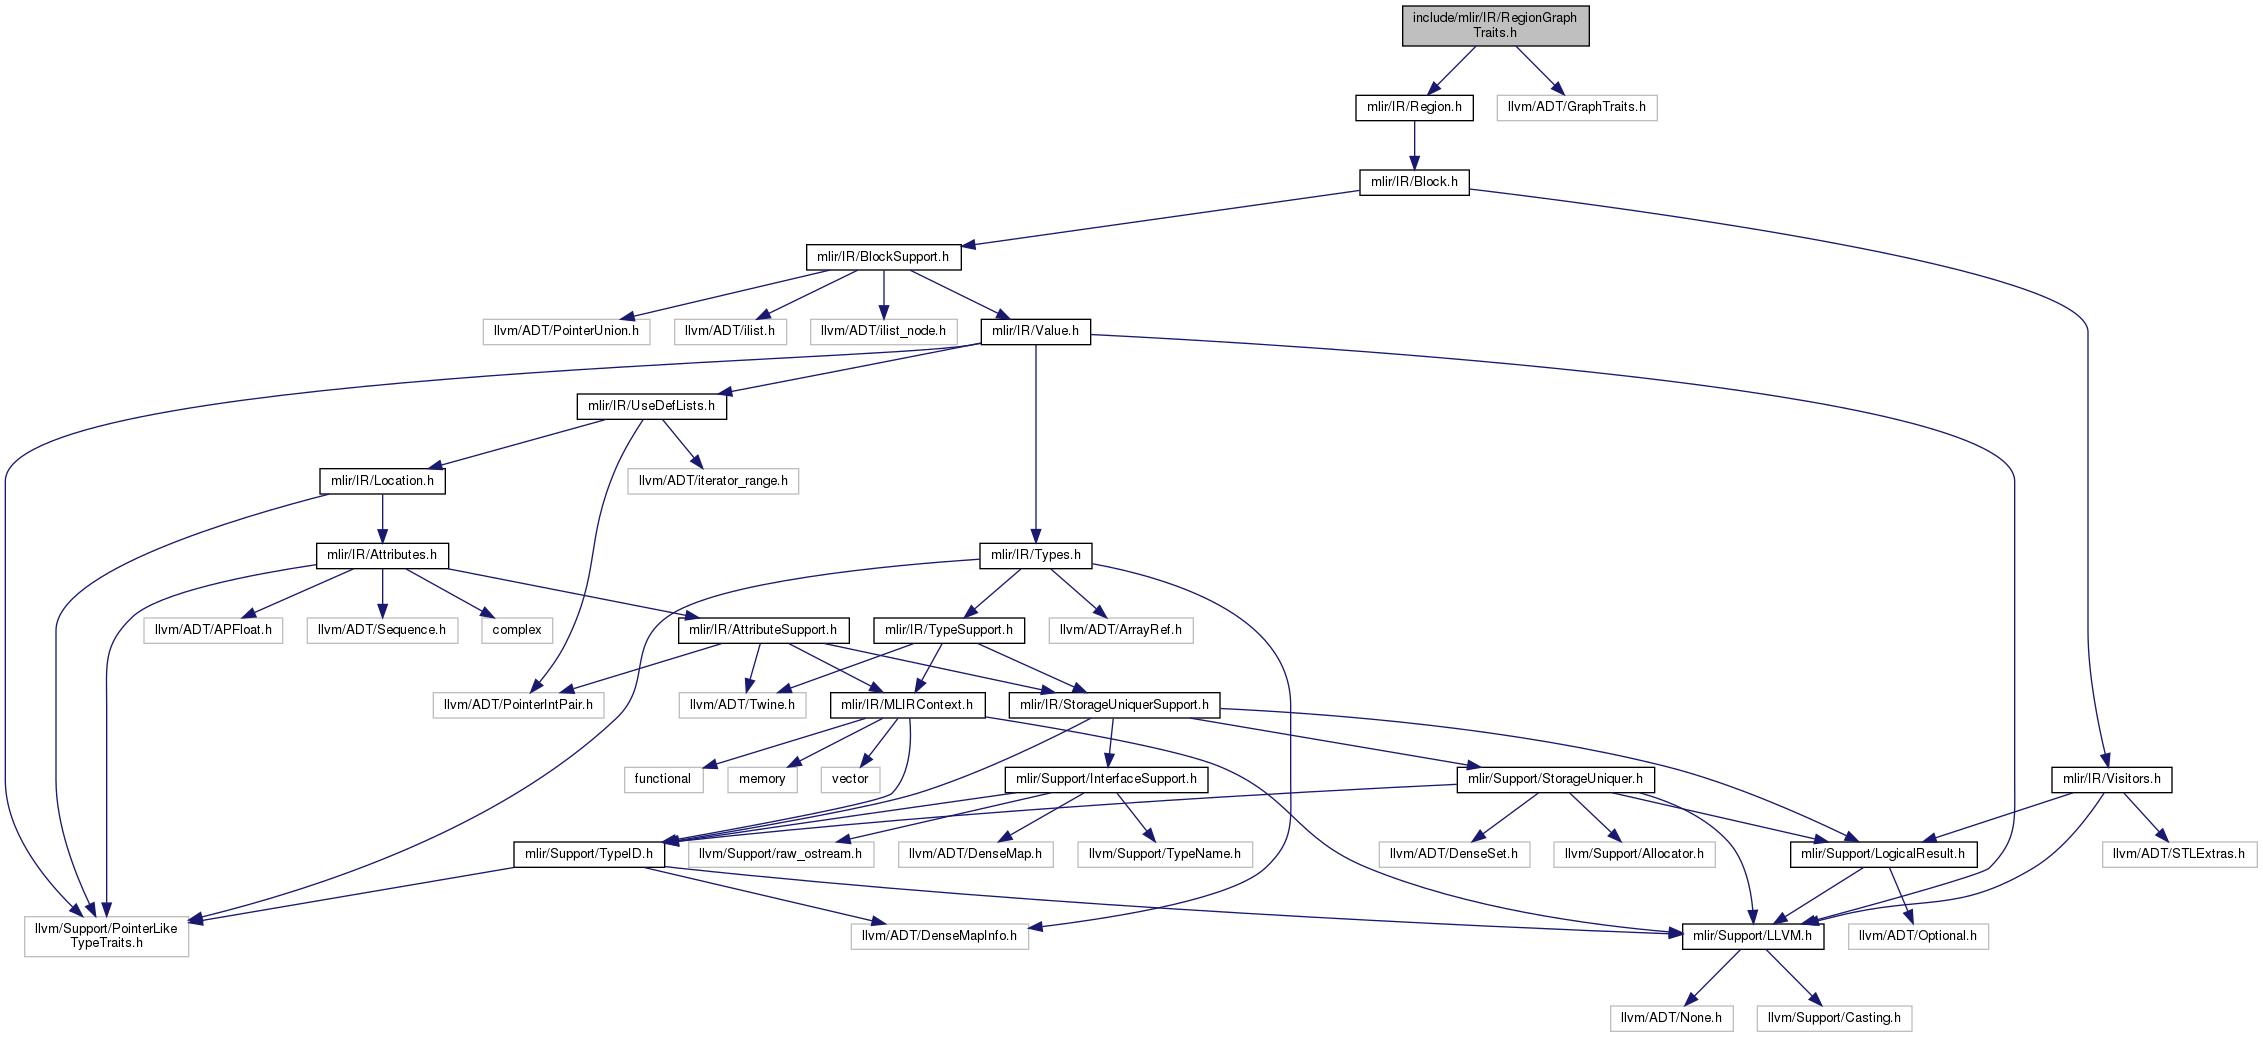 include/mlir/IR/RegionGraph
Traits.h
mlir/IR/Region.h
llvm/ADT/GraphTraits.h
mlir/IR/Block.h
mlir/IR/BlockSupport.h
llvm/ADT/PointerUnion.h
llvm/ADT/ilist.h
llvm/ADT/ilist_node.h
mlir/IR/Value.h
mlir/IR/UseDefLists.h
mlir/IR/Location.h
llvm/ADT/iterator_range.h
mlir/IR/Attributes.h
mlir/IR/Types.h
llvm/ADT/APFloat.h
llvm/ADT/Sequence.h
complex
mlir/IR/AttributeSupport.h
mlir/IR/TypeSupport.h
llvm/ADT/ArrayRef.h
llvm/ADT/PointerIntPair.h
llvm/ADT/Twine.h
mlir/IR/MLIRContext.h
mlir/IR/StorageUniquerSupport.h
functional
memory
vector
mlir/Support/InterfaceSupport.h
mlir/Support/StorageUniquer.h
mlir/IR/Visitors.h
mlir/Support/TypeID.h
llvm/Support/raw_ostream.h
llvm/ADT/DenseMap.h
llvm/Support/TypeName.h
llvm/ADT/DenseSet.h
llvm/Support/Allocator.h
mlir/Support/LogicalResult.h
llvm/ADT/STLExtras.h
llvm/Support/PointerLike
TypeTraits.h
llvm/ADT/DenseMapInfo.h
mlir/Support/LLVM.h
llvm/ADT/Optional.h
llvm/ADT/None.h
llvm/Support/Casting.h